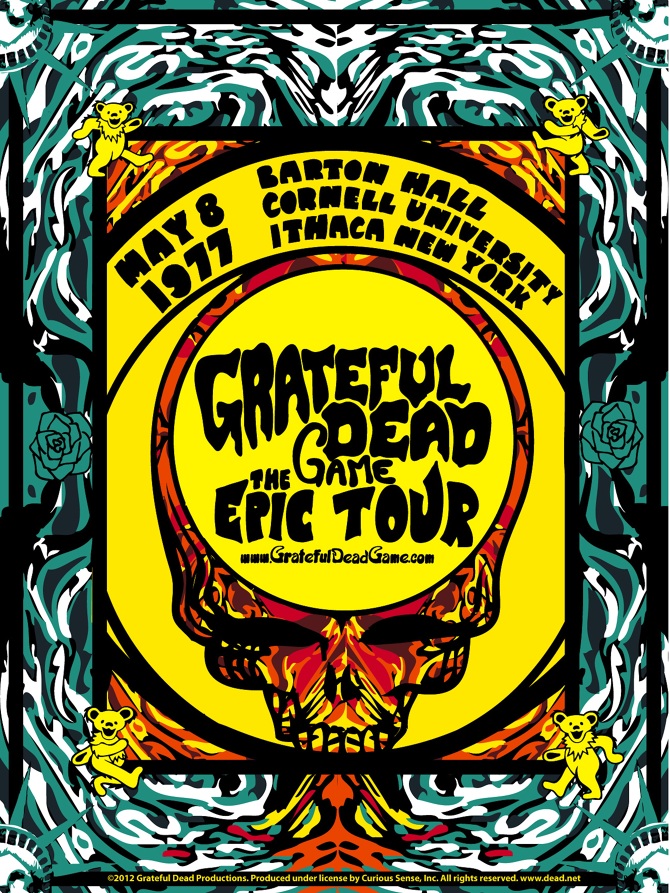 MAY 8
1977
BARTON HALL
CORNELL UNIVERSITY
ITHACA NEW YORK
GRATEFUL
DEAD
GAME
THE
EPIC TOUR
www.GratefulDeadGame.com
©2012 Grateful Dead Productions. Produced under license by Curious Sense, Inc. All rights reserved. www.dead.net